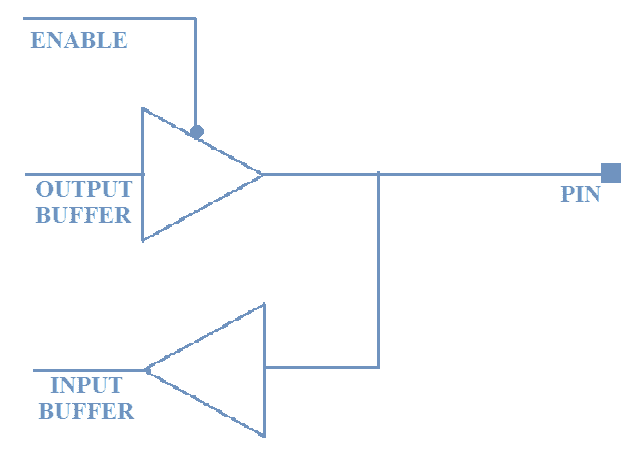 ENABLE
OUTPUT
BUFFER
PIN
INPUT
BUFFER